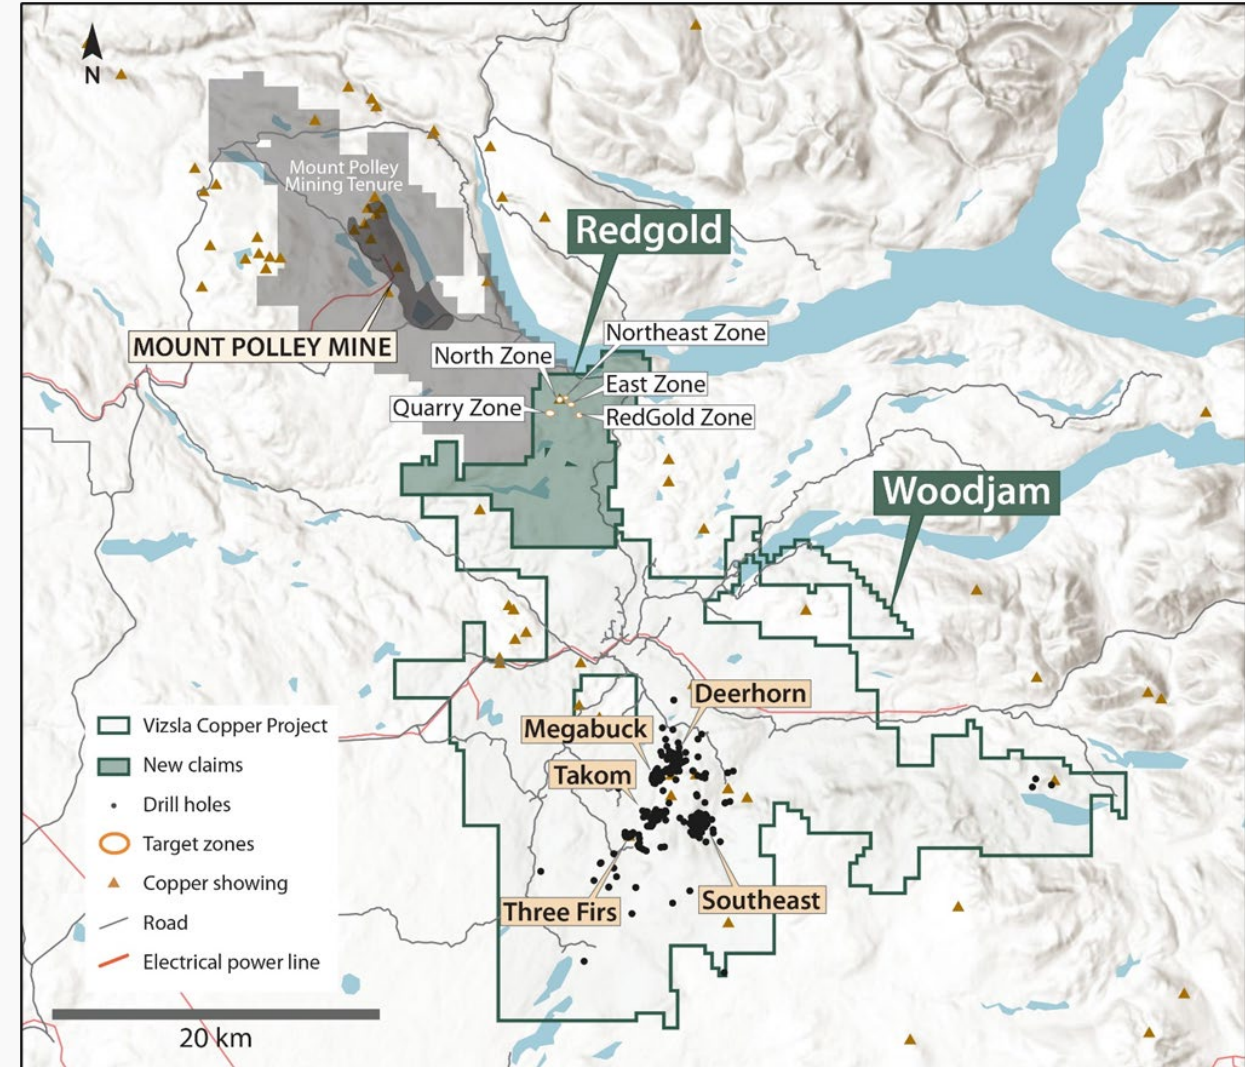 N
Mount Polley
Mining Tenure
Redgold
MOUNT POLLEY MINE
Northeast Zone
North Zone
East Zone
Quarry Zone
RedGold Zone
Woodjam
Deerhorn
Megabuck
Takom
Three Firs
Southeast
Vizsla Copper Project
New claims
Drill holes
Target zones
Copper showing
Road
Electrical power line
20 km